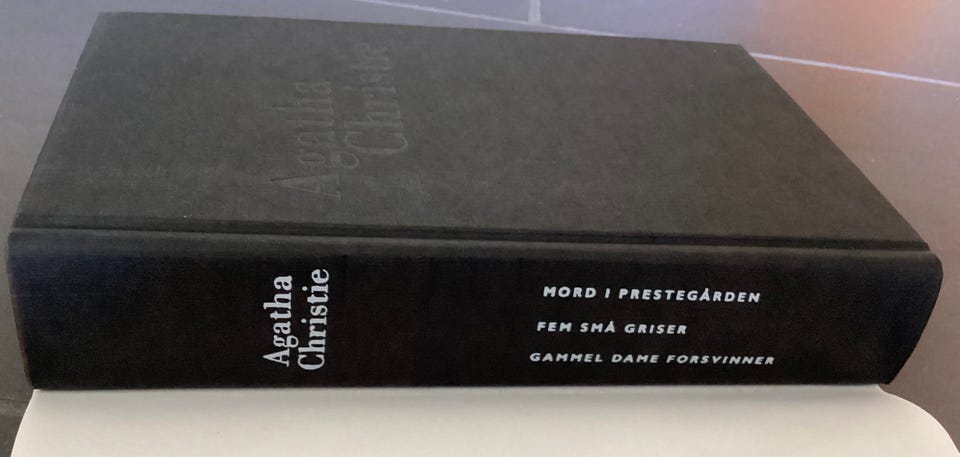 Agatha
Christie
Agatha
Christie
MORD I PRESTEGÅRDEN
FEM SMÅ GRISER
GAMMEL DAME FORSVINNER